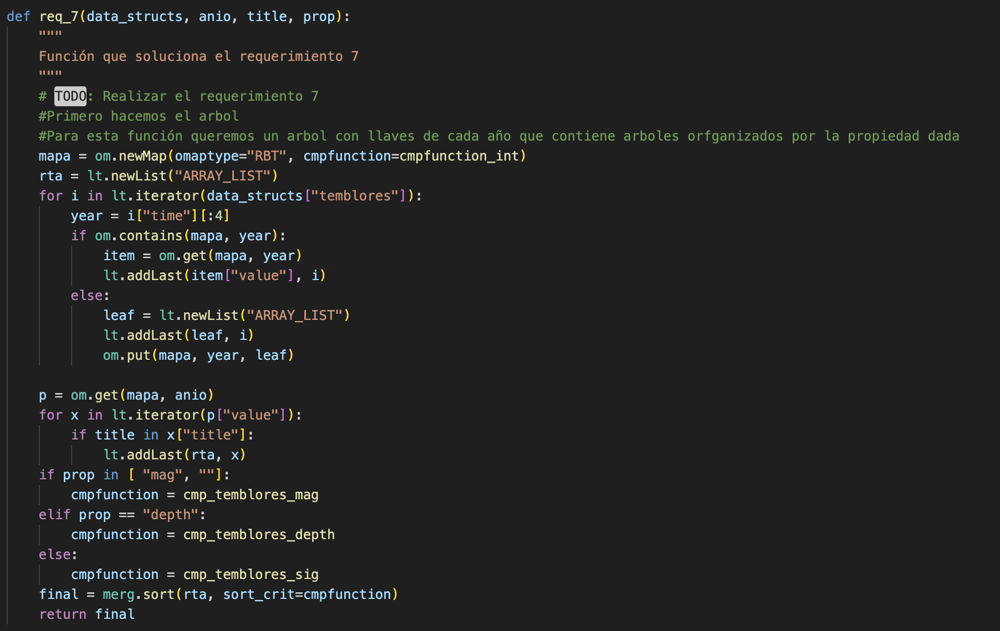 def req_7(data_structs, anio, title, prop):
    """
    Función que soluciona el requerimiento 7
    """
    # TODO: Realizar el requerimiento 7
    #Primero hacemos el arbol
    #Para esta función queremos un arbol con llaves de cada año que contiene arboles orfganizados por la propiedad dada
    mapa = om.newMap(omaptype="RBT", cmpfunction=cmpfunction_int)
    rta = lt.newList("ARRAY_LIST")
    for i in lt.iterator(data_structs["temblores"]):
        year = i["time"][:4]
        if om.contains(mapa, year):
            item = om.get(mapa, year)
            lt.addLast(item["value"], i)
        else:
            leaf = lt.newList("ARRAY_LIST")
            lt.addLast(leaf, i)
            om.put(mapa, year, leaf)

    p = om.get(mapa, anio)
    for x in lt.iterator(p["value"]):
        if title in x["title"]:
            lt.addLast(rta, x)
    if prop in [ "mag", ""]:
        cmpfunction = cmp_temblores_mag
    elif prop == "depth":
        cmpfunction = cmp_temblores_depth
    else:
        cmpfunction = cmp_temblores_sig
    final = merg.sort(rta, sort_crit=cmpfunction)
    return final